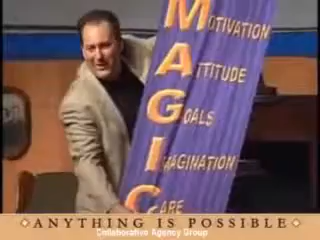 MOTIVATION
ATTITUDE
GOALS
IMAGINATION
CARE
ANYTHING IS POSSIBLE
Collaborative Agency Group